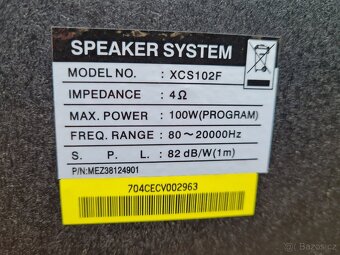 SPEAKER SYSTEM
MODEL NO. : XCS102F
IMPEDANCE : 4Ω
MAX. POWER : 100W(PROGRAM)
FREQ. RANGE : 80～20000Hz
S. P. L. : 82 dB/W(1m)
P/N:MEZ38124901
704CECV002963
Bazoš.cz